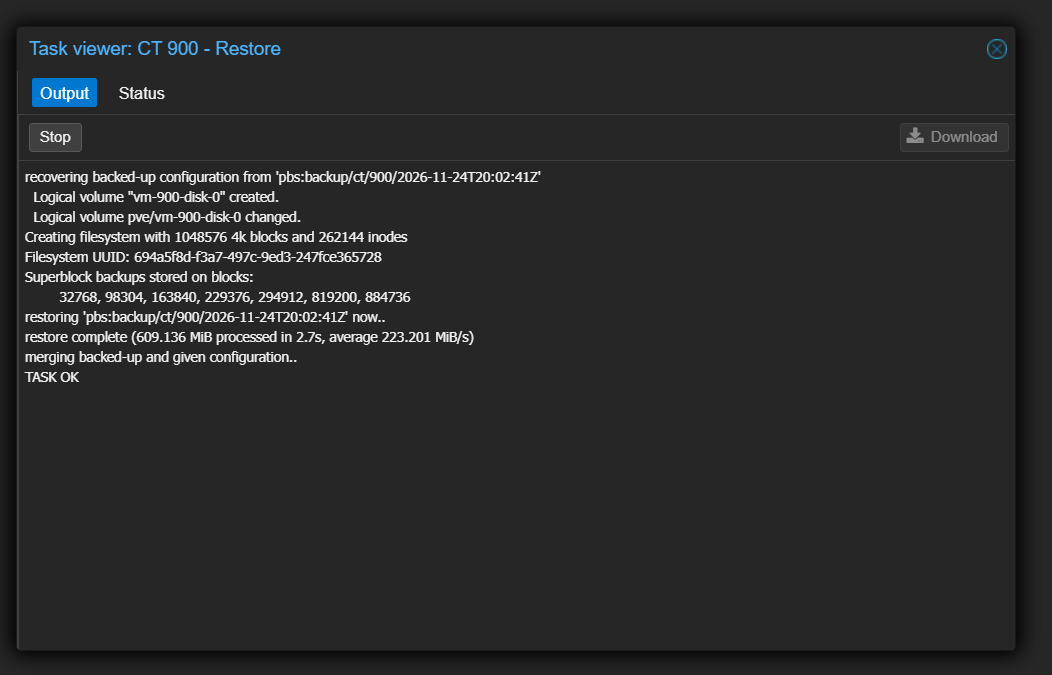 Task viewer: CT 900 - Restore
Output Status
Stop Download
recovering backed-up configuration from 'pbs:backup/ct/900/2026-11-24T20:02:41Z'
Logical volume "vm-900-disk-0" created.
Logical volume pve/vm-900-disk-0 changed.
Creating filesystem with 1048576 4k blocks and 262144 inodes
Filesystem UUID: 694a5f8d-f3a7-497c-9ed3-247fce365728
Superblock backups stored on blocks:
32768, 98304, 163840, 229376, 294912, 819200, 884736
restoring 'pbs:backup/ct/900/2026-11-24T20:02:41Z' now..
restore complete (609.136 MiB processed in 2.7s, average 223.201 MiB/s)
merging backed-up and given configuration..
TASK OK